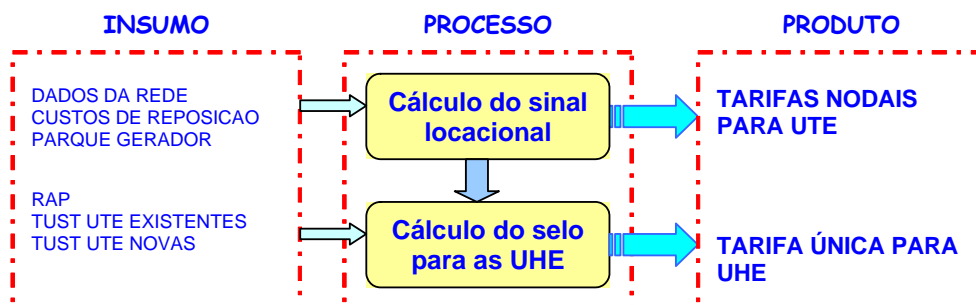 INSUMO
PROCESSO
PRODUTO
DADOS DA REDE
CUSTOS DE REPOSICAO
PARQUE GERADOR
Cálculo do sinal
locacional
TARIFAS NODAIS
PARA UTE
RAP
TUST UTE EXISTENTES
TUST UTE NOVAS
Cálculo do selo
para as UHE
TARIFA ÚNICA PARA
UHE